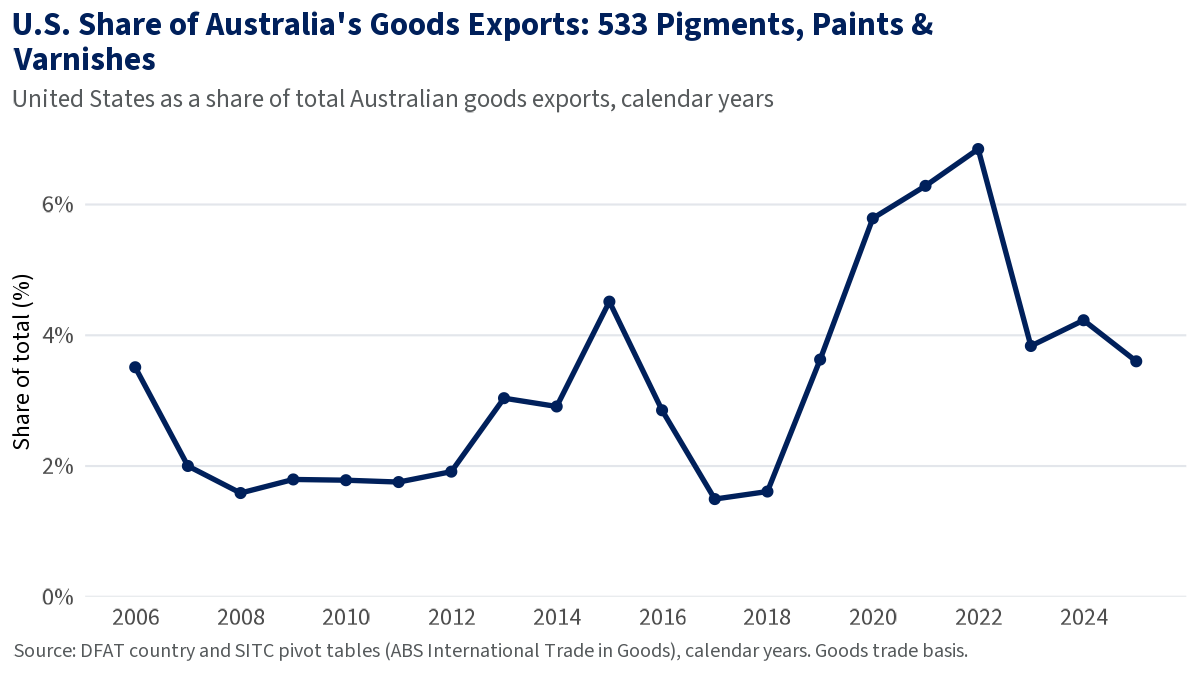 U.S. Share of Australia's Goods Exports: 533 Pigments, Paints &
Varnishes
United States as a share of total Australian goods exports, calendar years
Share of total (%)
6%
4%
2%
0%
2006 2008 2010 2012 2014 2016 2018 2020 2022 2024
Source: DFAT country and SITC pivot tables (ABS International Trade in Goods), calendar years. Goods trade basis.